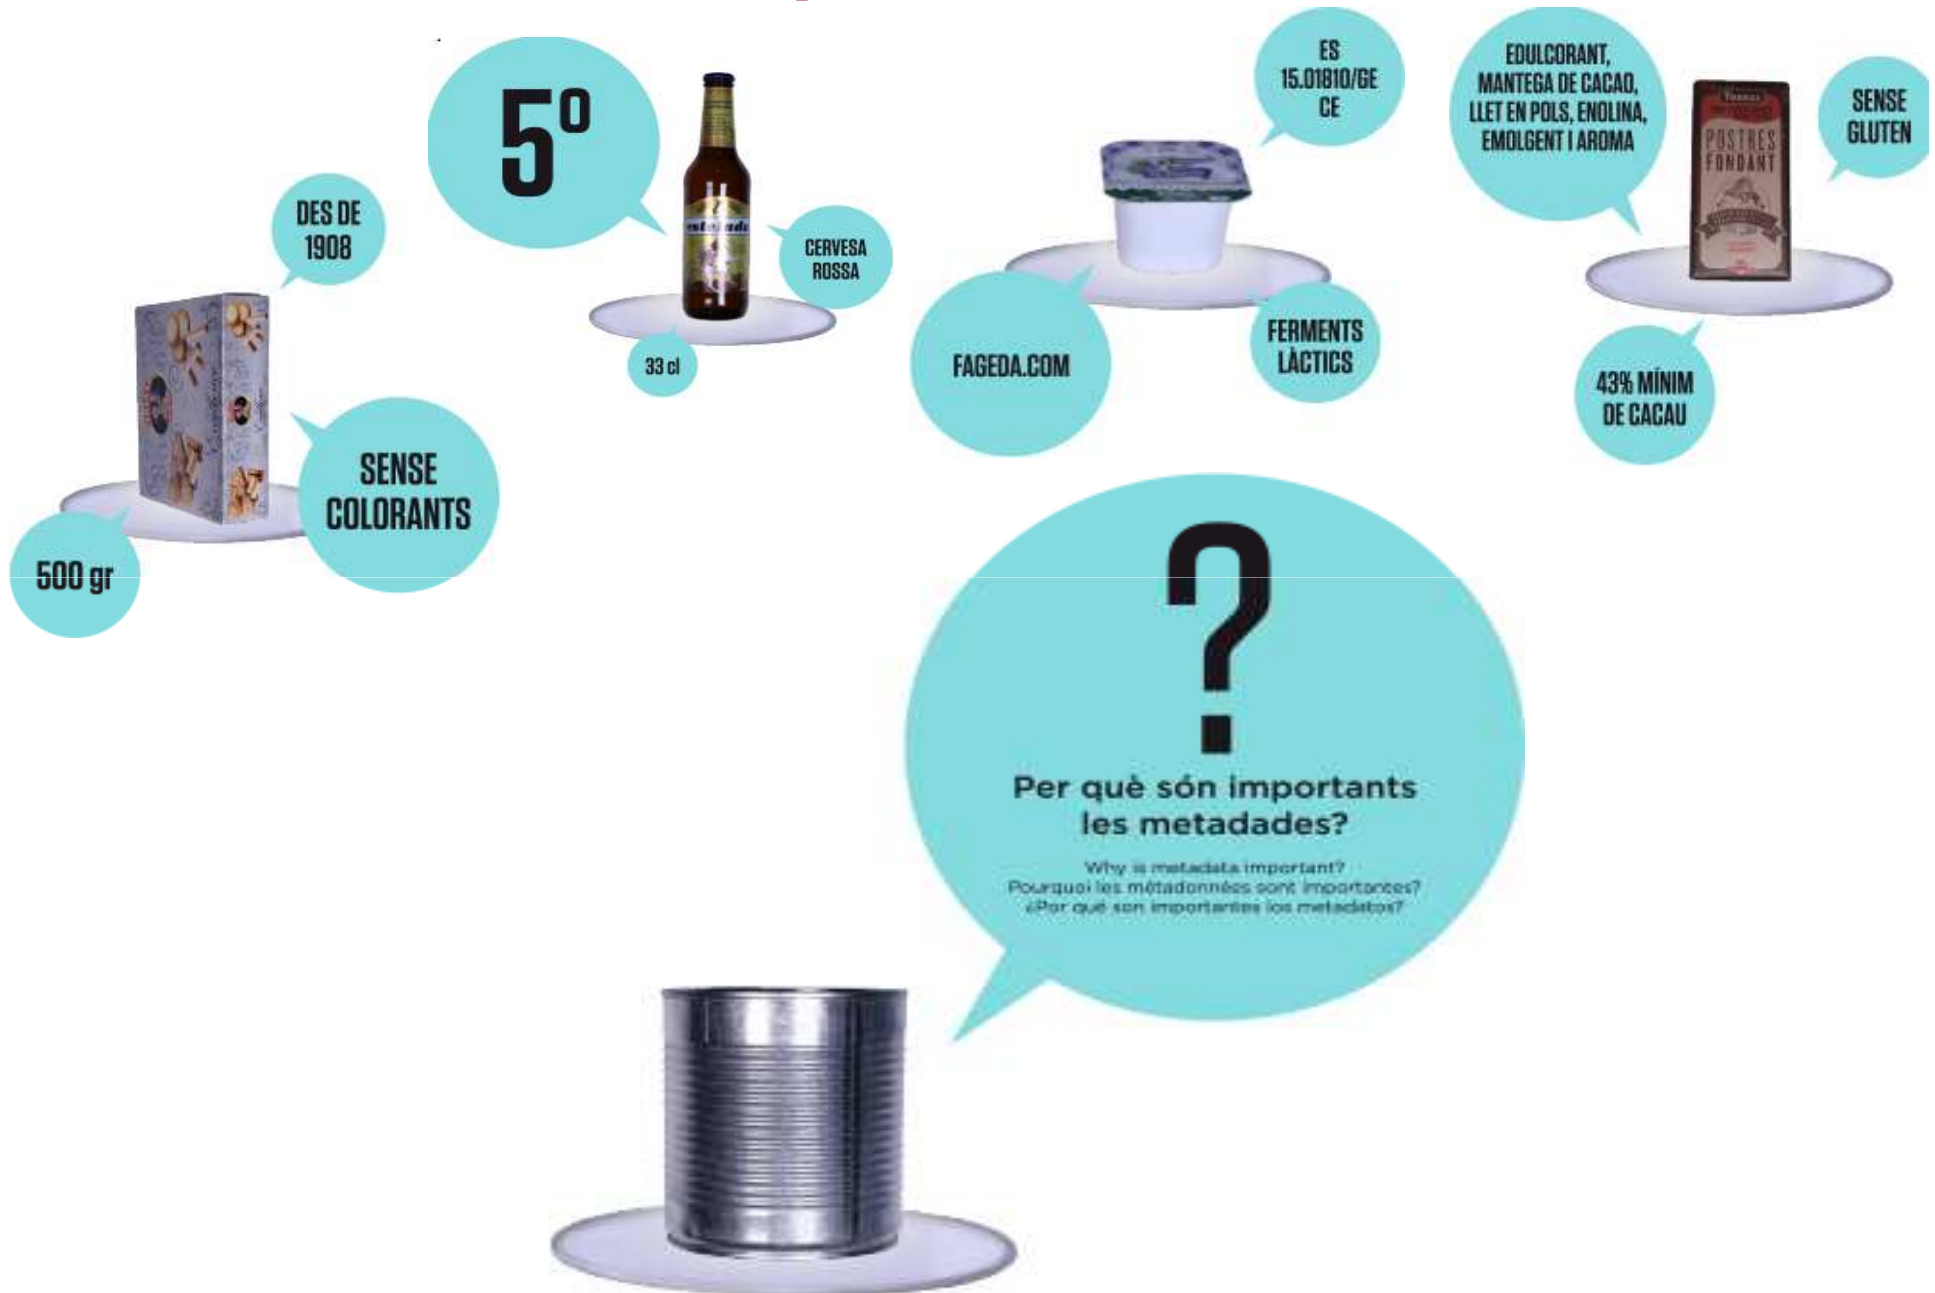 5º
ES
15.01810/GE
CE
EDULCORANT,
MANTEGA DE CACAO,
LLET EN POLS, ENOLINA,
EMOLGENT I AROMA
SENSE
GLUTEN
DES DE
1908
CERVESA
ROSSA
33 cl
FAGEDA.COM
FERMENTS
LÀCTICS
POSTRES
FONDANT
43% MÍNIM
DE CACAU
SENSE
COLORANTS
500 gr
?
Per què són importants
les metadades?
Why is metadata important?
Pourquoi les métadonnées sont importantes?
¿Por qué son importantes los metadatos?